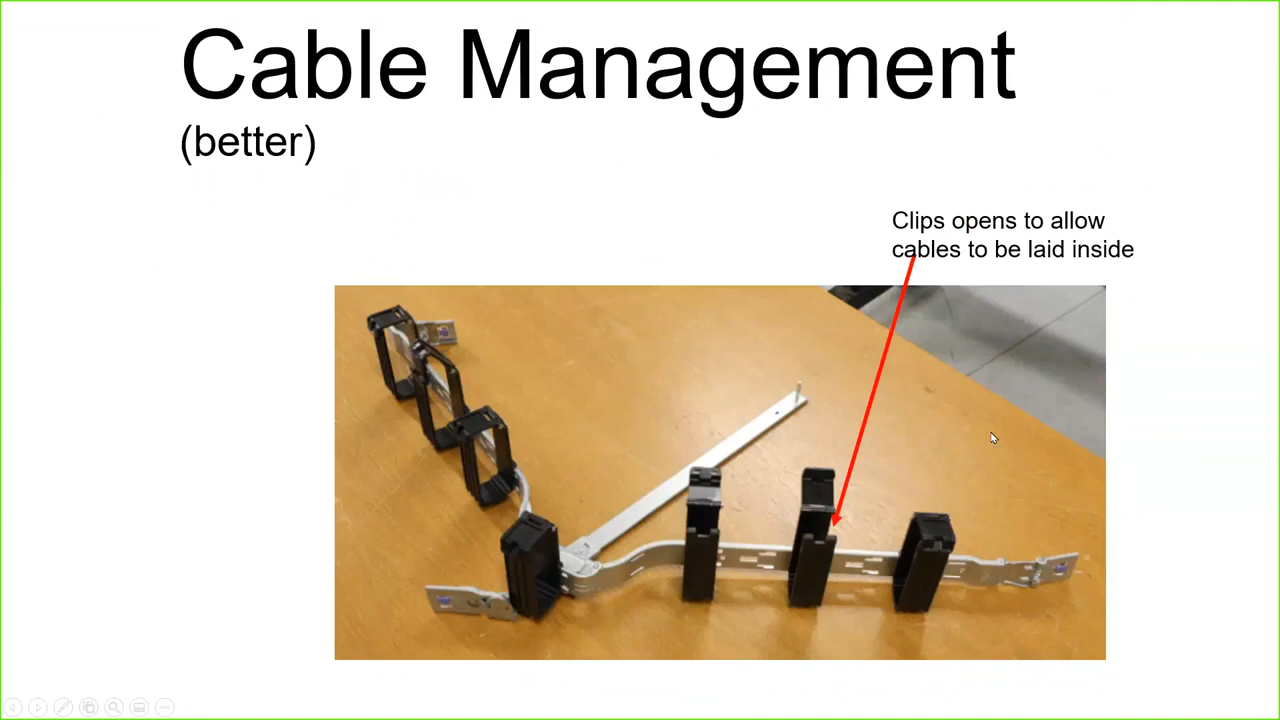 Cable Management
(better)
Clips opens to allow
cables to be laid inside